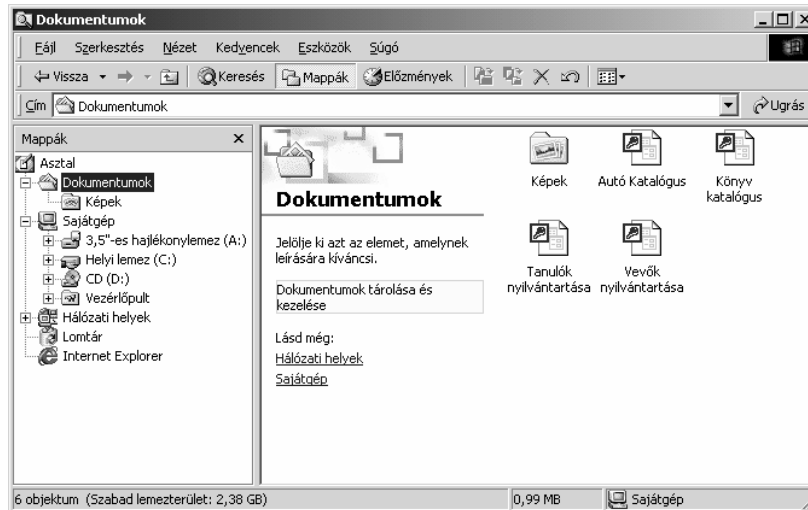 Dokumentumok
Fájl Szerkesztés Nézet Kedvencek Eszközök Súgó
Vissza Keresés Mappák Előzmények
Cím Dokumentumok Ugrás
Mappák
Asztal
Dokumentumok
Képek
Sajátgép
3,5"-es hajlékonylemez (A:)
Helyi lemez (C:)
CD (D:)
Vezérlőpult
Hálózati helyek
Lomtár
Internet Explorer
Dokumentumok
Jelölje ki azt az elemet, amelynek
leírására kíváncsi.
Dokumentumok tárolása és
kezelése
Lásd még:
Hálózati helyek
Sajátgép
Képek
Autó Katalógus
Könyv
katalógus
Tanulók
nyilvántartása
Vevők
nyilvántartása
6 objektum (Szabad lemezterület: 2,38 GB) 0,99 MB Sajátgép